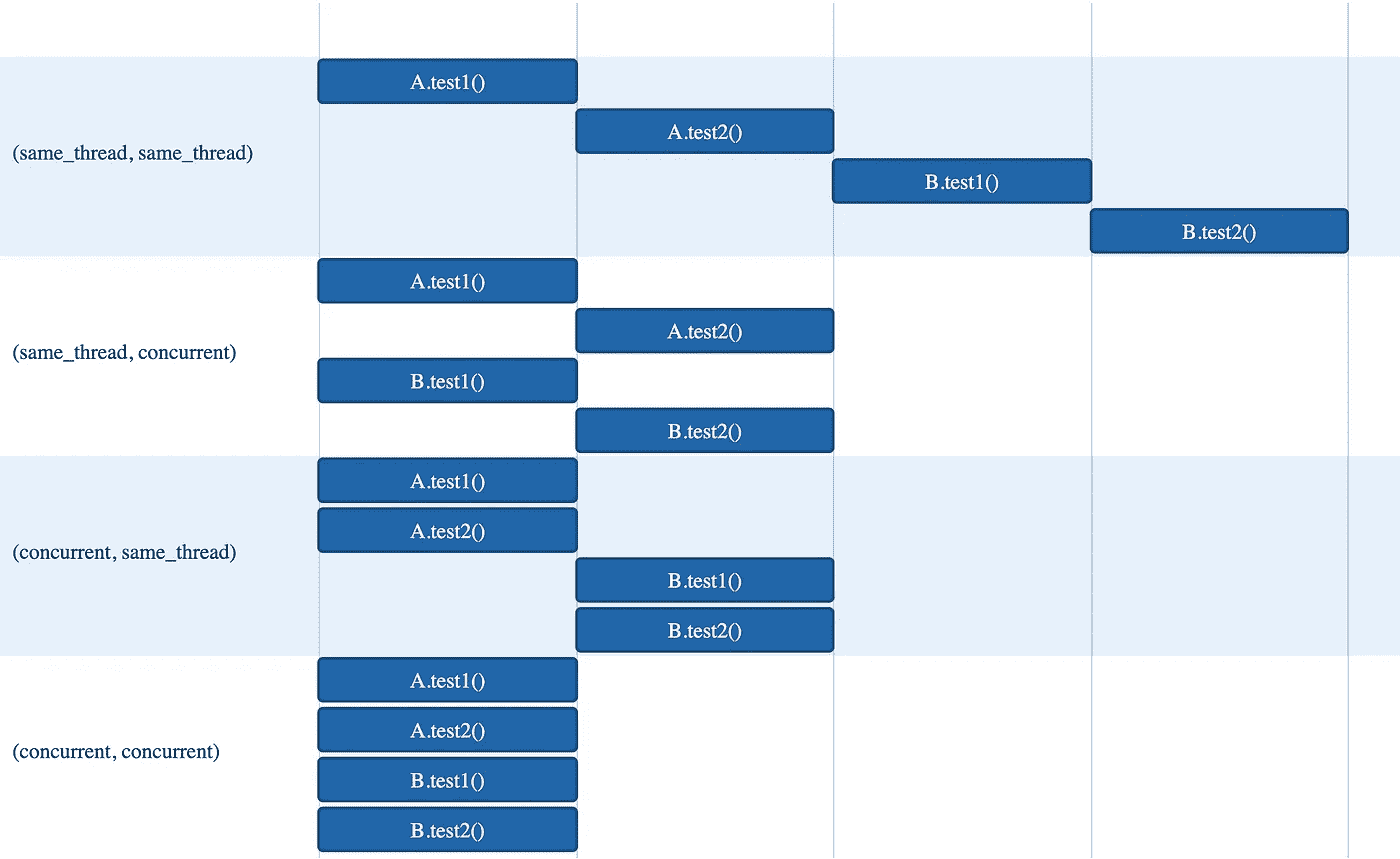 A.test1()
A.test2()
(same_thread, same_thread)
B.test1()
B.test2()
A.test1()
A.test2()
(same_thread, concurrent)
B.test1()
B.test2()
A.test1()
A.test2()
(concurrent, same_thread)
B.test1()
B.test2()
A.test1()
A.test2()
(concurrent, concurrent)
B.test1()
B.test2()